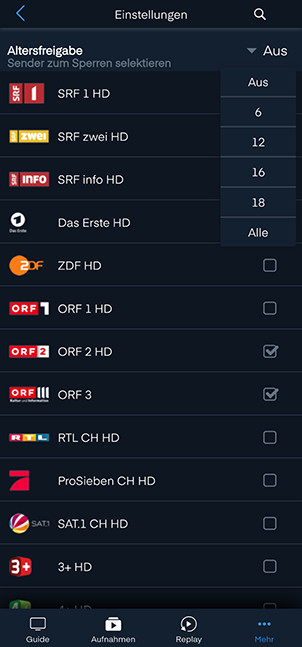 Einstellungen
Altersfreigabe
Aus
Sender zum Sperren selektieren
Aus
6
12
16
18
Alle
SRF 1
SRF 1 HD
SRF zwei
SRF zwei HD
SRF INFO
SRF info HD
Das Erste
Das Erste HD
ZDF
ZDF HD
ORF 1
ORF 1 HD
ORF 2
ORF 2 HD
ORF III
Kultur und Information
ORF 3
RTL
RTL CH HD
ProSieben CH HD
SAT.1
SAT.1 CH HD
3+
3+ HD
4+ HD
Guide
Aufnahmen
Replay
Mehr